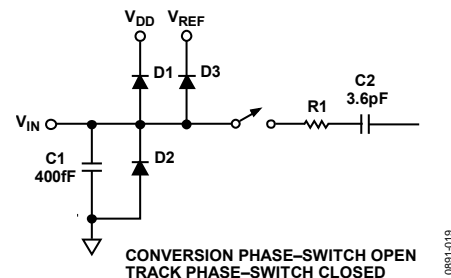 VDD
VREF
D1
D3
C2
3.6pF
R1
VIN
C1
400fF
D2
CONVERSION PHASE–SWITCH OPEN
TRACK PHASE–SWITCH CLOSED
0891-019